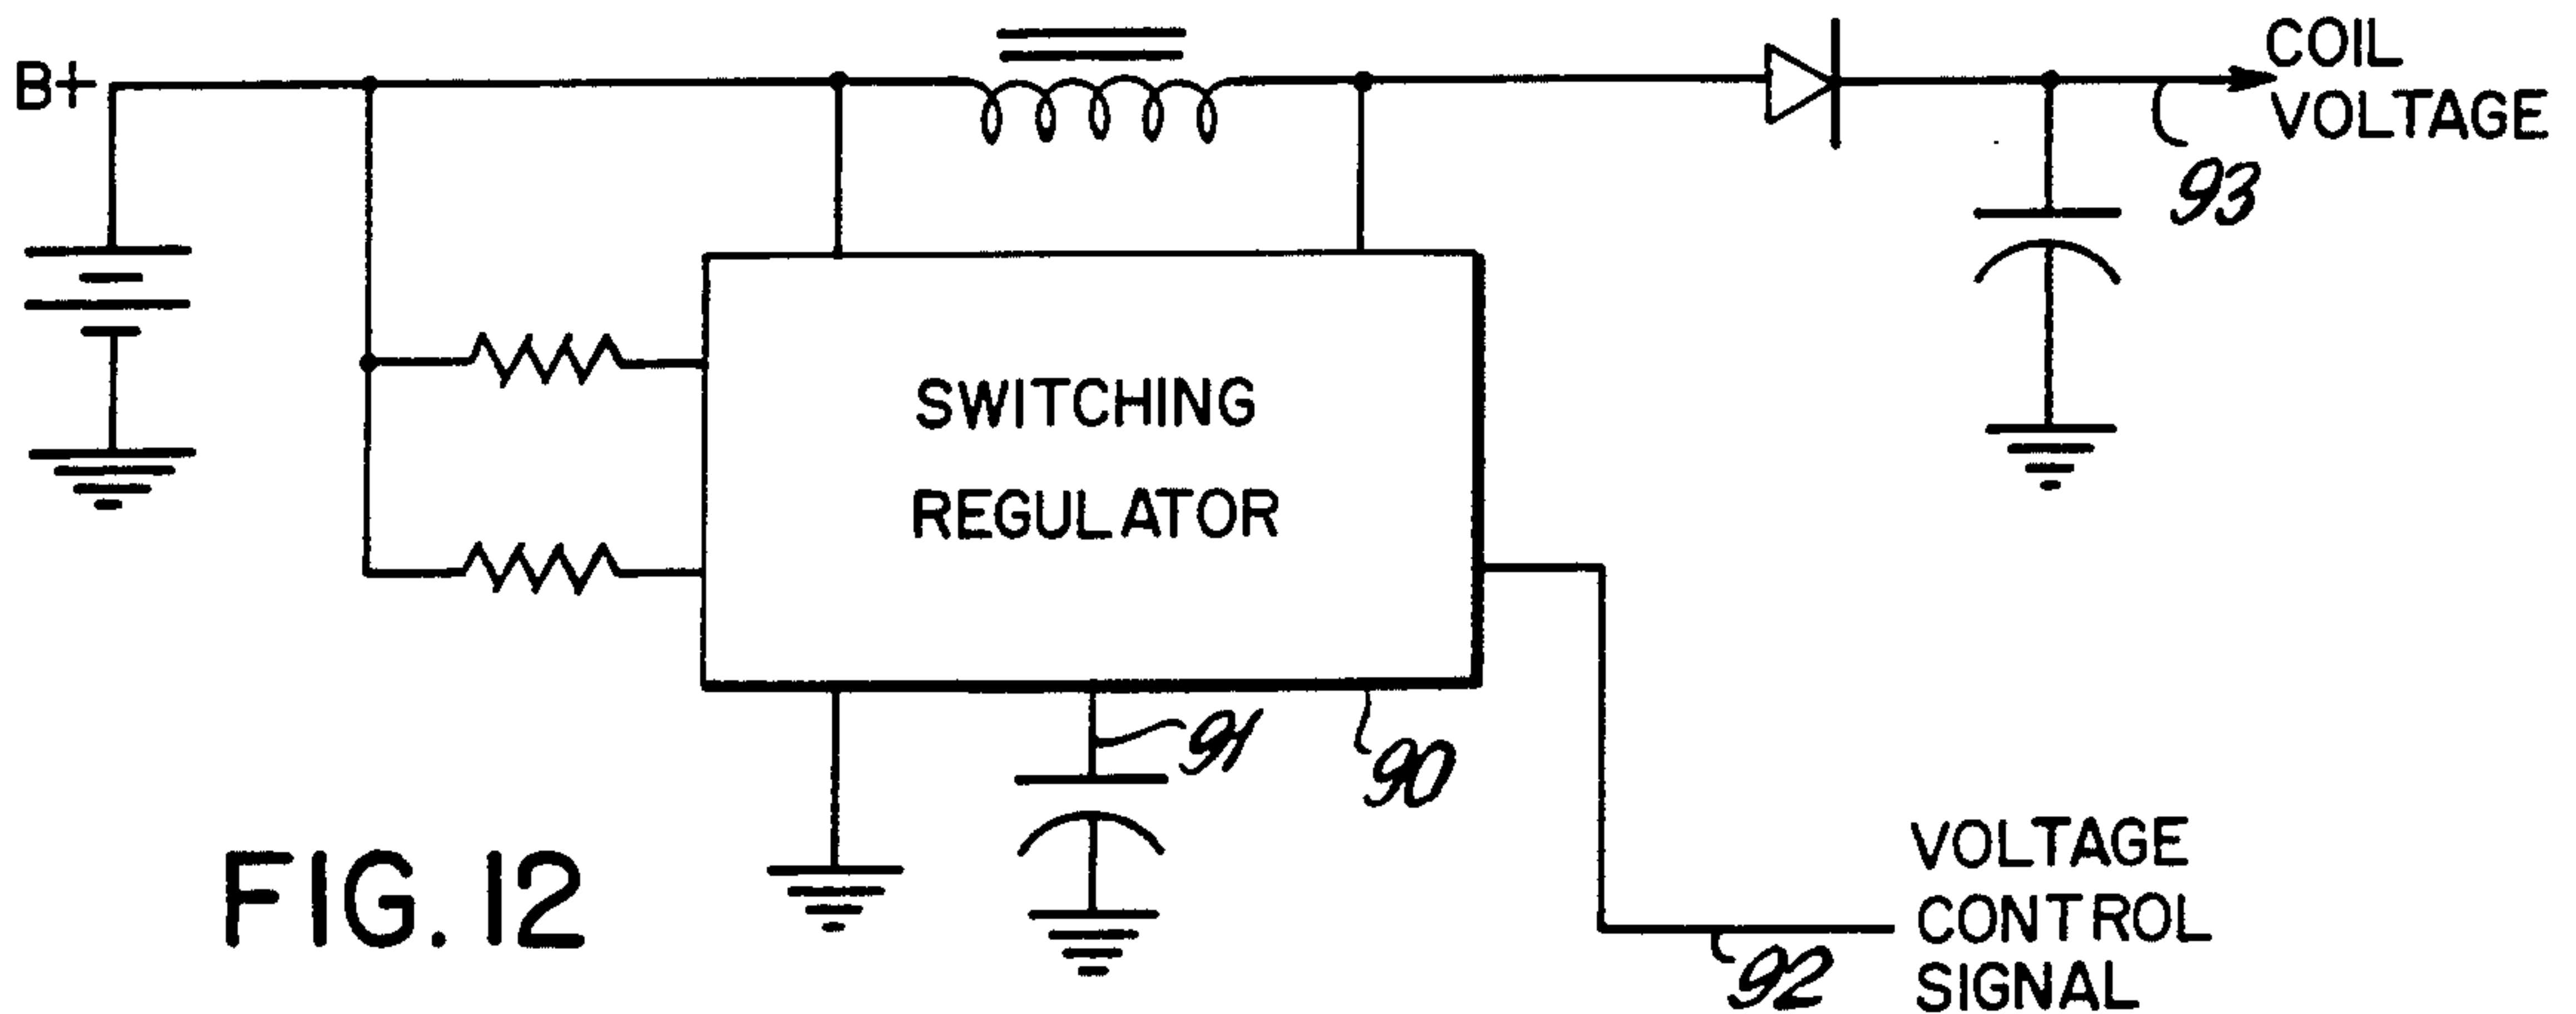 B+
COIL
VOLTAGE
93
SWITCHING
REGULATOR
91
90
92
VOLTAGE
CONTROL
SIGNAL
FIG. 12